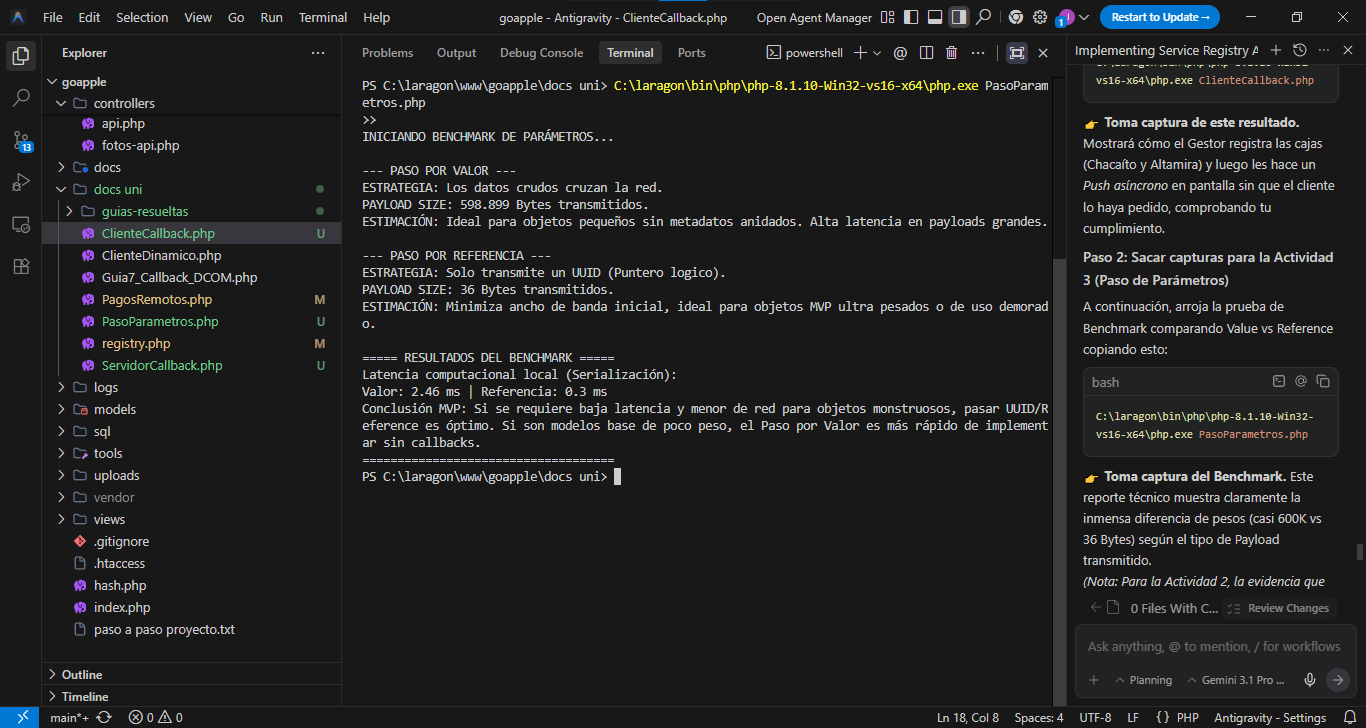 File Edit Selection View Go Run Terminal Help
goapple - Antigravity - ClienteCallback.php
Open Agent Manager
1
Restart to Update →
Explorer
goapple
controllers
api.php
fotos-api.php
docs
docs uni
guias-resueltas
ClienteCallback.php U
ClienteDinamico.php
Guia7_Callback_DCOM.php
PagosRemotos.php M
PasoParametros.php U
registry.php M
ServidorCallback.php U
logs
models
sql
tools
uploads
vendor
views
.gitignore
.htaccess
hash.php
index.php
paso a paso proyecto.txt
Outline
Timeline
13
Problems Output Debug Console Terminal Ports
powershell
PS C:\laragon\www\goapple\docs uni> C:\laragon\bin\php\php-8.1.10-Win32-vs16-x64\php.exe PasoParam
etros.php
>>
INICIANDO BENCHMARK DE PARÁMETROS...
--- PASO POR VALOR ---
ESTRATEGIA: Los datos crudos cruzan la red.
PAYLOAD SIZE: 598.899 Bytes transmitidos.
ESTIMACIÓN: Ideal para objetos pequeños sin metadatos anidados. Alta latencia en payloads grandes.
--- PASO POR REFERENCIA ---
ESTRATEGIA: Solo transmite un UUID (Puntero logico).
PAYLOAD SIZE: 36 Bytes transmitidos.
ESTIMACIÓN: Minimiza ancho de banda inicial, ideal para objetos MVP ultra pesados o de uso demorad
o.
===== RESULTADOS DEL BENCHMARK =====
Latencia computacional local (Serialización):
Valor: 2.46 ms | Referencia: 0.3 ms
Conclusión MVP: Si se requiere baja latencia y menor de red para objetos monstruosos, pasar UUID/R
eference es óptimo. Si son modelos base de poco peso, el Paso por Valor es más rápido de implement
ar sin callbacks.
====================================
PS C:\laragon\www\goapple\docs uni>
Implementing Service Registry A
vs16-x64\php.exe ClienteCallback.php
👉 Toma captura de este resultado.
Mostrará cómo el Gestor registra las cajas
(Chacaíto y Altamira) y luego les hace un
Push asíncrono en pantalla sin que el cliente
lo haya pedido, comprobando tu
cumplimiento.
Paso 2: Sacar capturas para la Actividad
3 (Paso de Parámetros)
A continuación, arroja la prueba de
Benchmark comparando Value vs Reference
copiando esto:
bash
C:\laragon\bin\php\php-8.1.10-Win32-
vs16-x64\php.exe PasoParametros.php
👉 Toma captura del Benchmark. Este
reporte técnico muestra claramente la
inmensa diferencia de pesos (casi 600K vs
36 Bytes) según el tipo de Payload
transmitido.
(Nota: Para la Actividad 2, la evidencia que
0 Files With C... Review Changes
Ask anything, @ to mention, / for workflows
Planning Gemini 3.1 Pro ...
main*+ 0 0
Ln 18, Col 8 Spaces: 4 UTF-8 LF {} PHP Antigravity - Settings